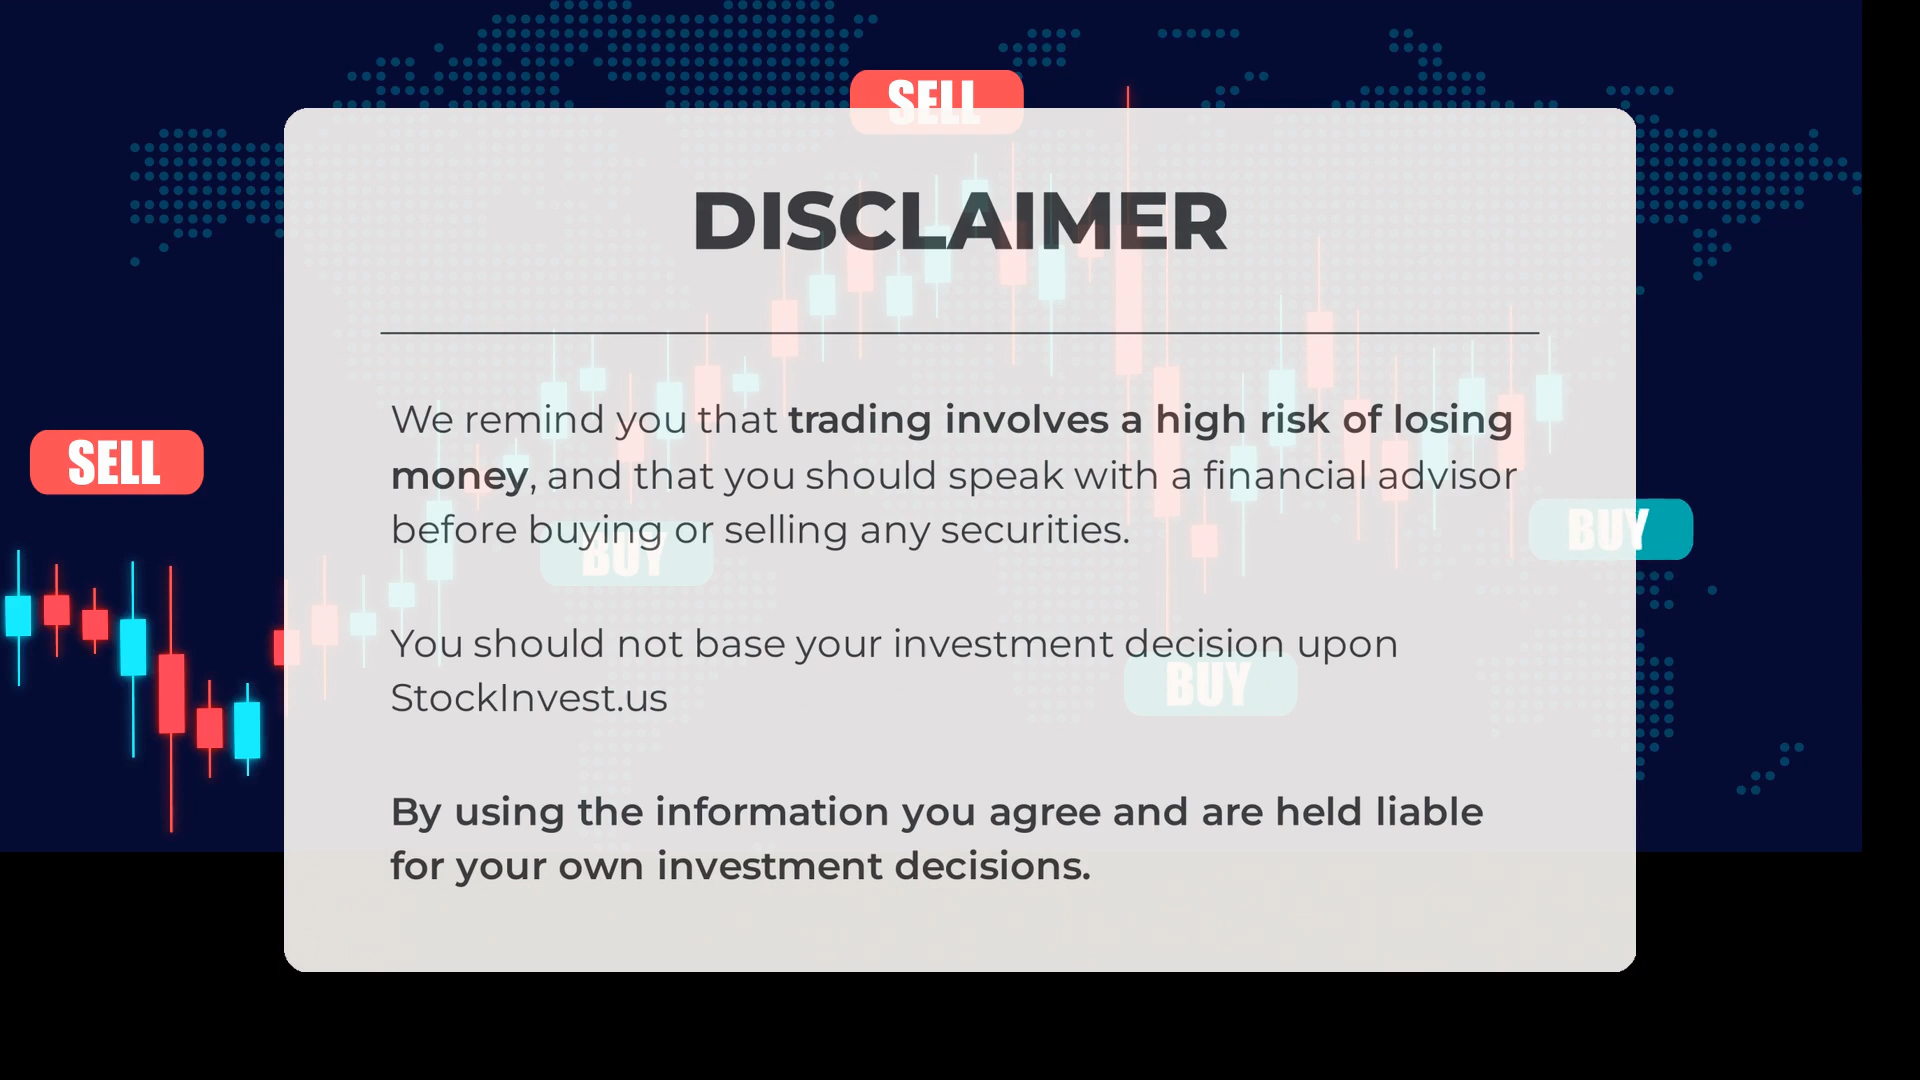 SELL
DISCLAIMER
We remind you that trading involves a high risk of losing
money, and that you should speak with a financial advisor
before buying or selling any securities.
SELL
BUY
BUY
You should not base your investment decision upon
StockInvest.us
BUY
By using the information you agree and are held liable
for your own investment decisions.